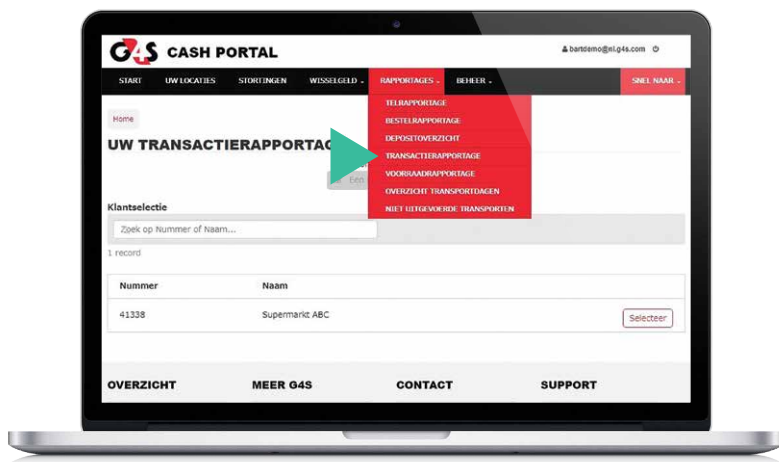 G4S CASH PORTAL
bartdemo@nl.g4s.com
START UW LOCATIES STORTINGEN WISSELGELD RAPPORTAGES BEHEER SNEL NAAR
TELRAPPORTAGE
BESTELRAPPORTAGE
DEPOSITOVERZICHT
TRANSACTIERAPPORTAGE
VOORRAADRAPPORTAGE
OVERZICHT TRANSPORTDAGEN
NIET UITGEVOERDE TRANSPORTEN
Home
UW TRANSACTIERAPPORTAG
Een
Klantselectie
Zoek op Nummer of Naam...
1 record
Nummer Naam
41338 Supermarkt ABC Selecteer
OVERZICHT MEER G4S CONTACT SUPPORT